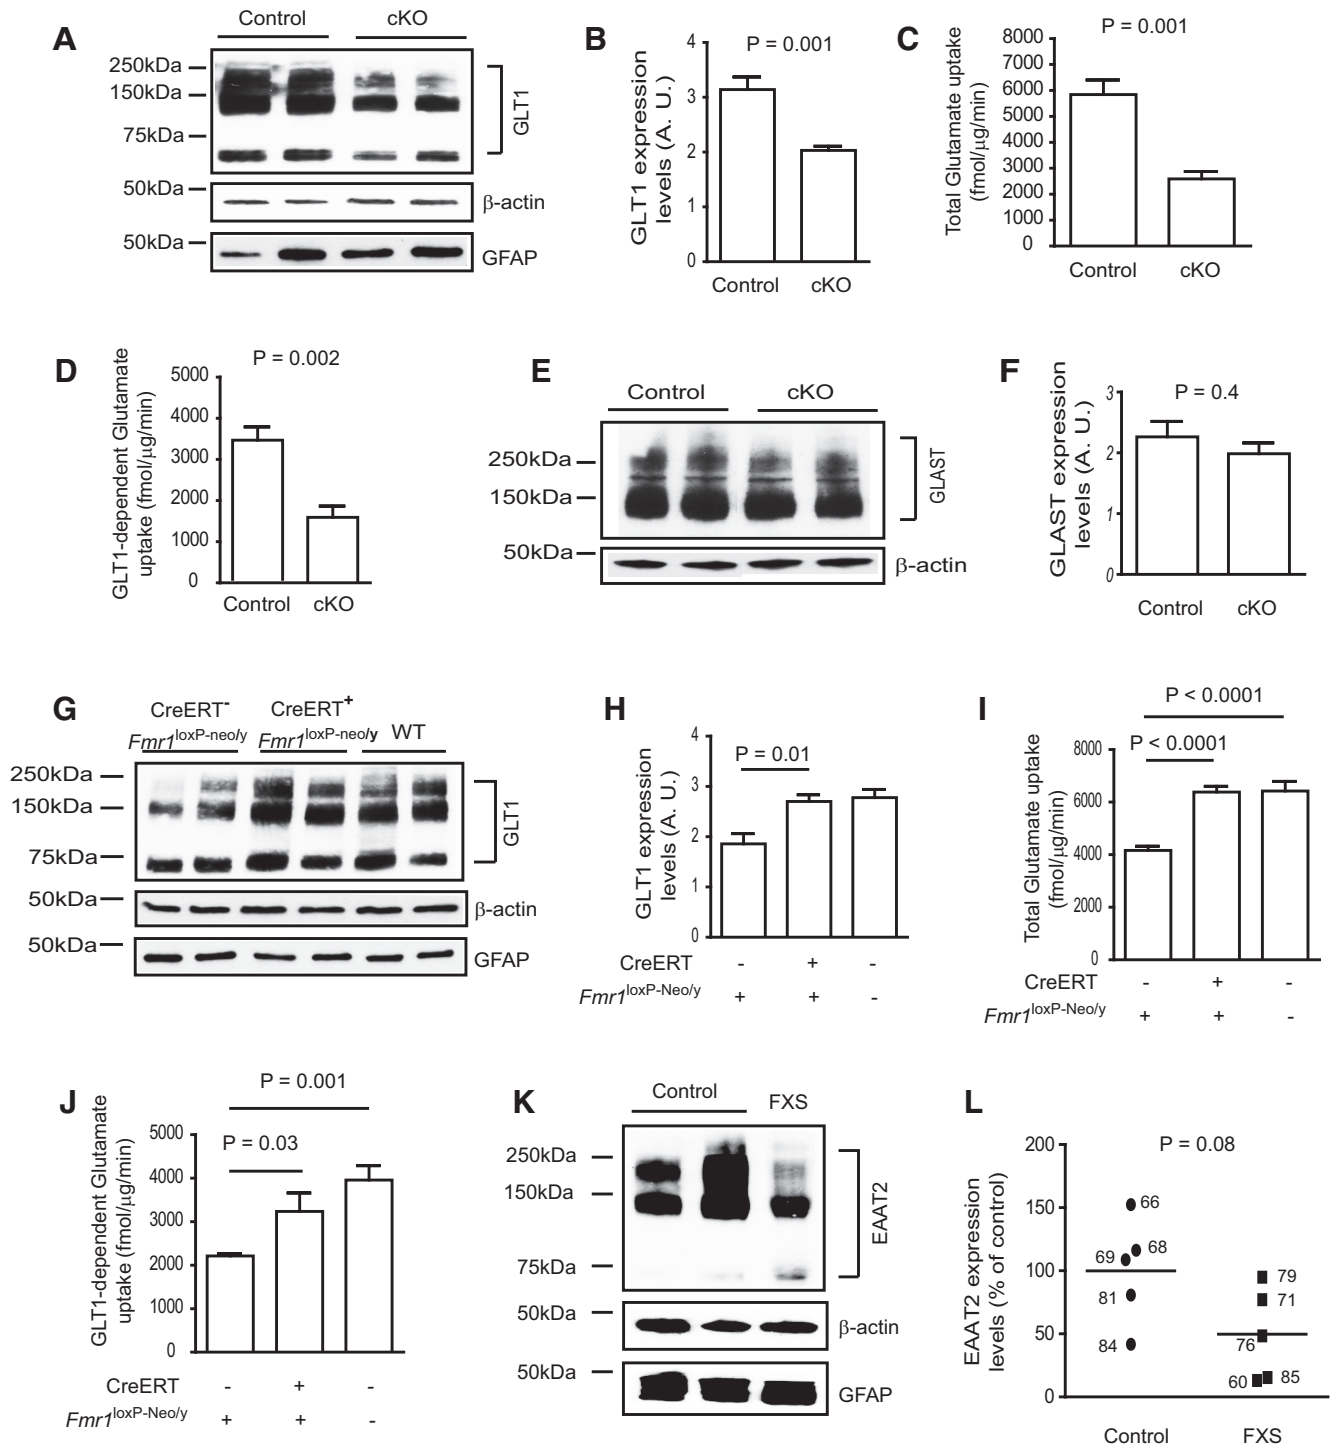 A
Control cKO
250kDa
150kDa
75kDa
GLT1
50kDa
β-actin
50kDa
GFAP
B
GLT1 expression
levels (A. U.)
P = 0.001
4
3
2
1
0
Control cKO
C
Total Glutamate uptake
(fmol/μg/min)
P = 0.001
8000
7000
6000
5000
4000
3000
2000
1000
0
Control cKO
D
GLT1-dependent Glutamate
uptake (fmol/μg/min)
P = 0.002
5000
4000
3000
2000
1000
0
Control cKO
E
Control cKO
250kDa
150kDa
GLAST
50kDa
β-actin
F
GLAST expression
levels (A. U.)
P = 0.4
3
2
1
0
Control cKO
G
CreERT- CreERT+
Fmr1loxP-neo/y Fmr1loxP-neo/y WT
250kDa
150kDa
75kDa
GLT1
50kDa
β-actin
50kDa
GFAP
H
GLT1 expression
levels (A. U.)
P = 0.01
4
3
2
1
0
CreERT - + -
Fmr1loxP-Neo/y + + -
I
Total Glutamate uptake
(fmol/μg/min)
P < 0.0001
P < 0.0001
8000
6000
4000
2000
0
CreERT - + -
Fmr1loxP-Neo/y + + -
J
GLT1-dependent Glutamate
uptake (fmol/μg/min)
P = 0.001
P = 0.03
5000
4000
3000
2000
1000
0
CreERT - + -
Fmr1loxP-Neo/y + + -
K
Control FXS
250kDa
150kDa
75kDa
EAAT2
50kDa
β-actin
50kDa
GFAP
L
EAAT2 expression
levels (% of control)
P = 0.08
200
150
100
50
0
66
69 68
81
84
79
71
76
60 85
Control FXS